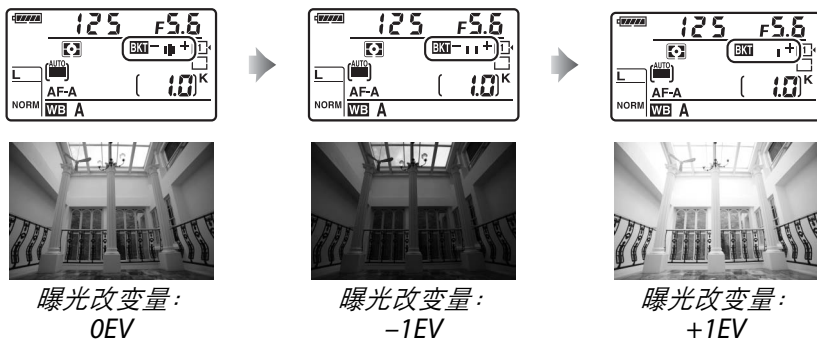 125 F5.6
BKT – +
AUTO
L AF-A ( 1.0)K
NORM WB A
125 F5.6
BKT – +
AUTO
L AF-A ( 1.0)K
NORM WB A
125 F5.6
BKT +
AUTO
L AF-A ( 1.0)K
NORM WB A
曝光改变量:
0EV
曝光改变量:
–1EV
曝光改变量:
+1EV